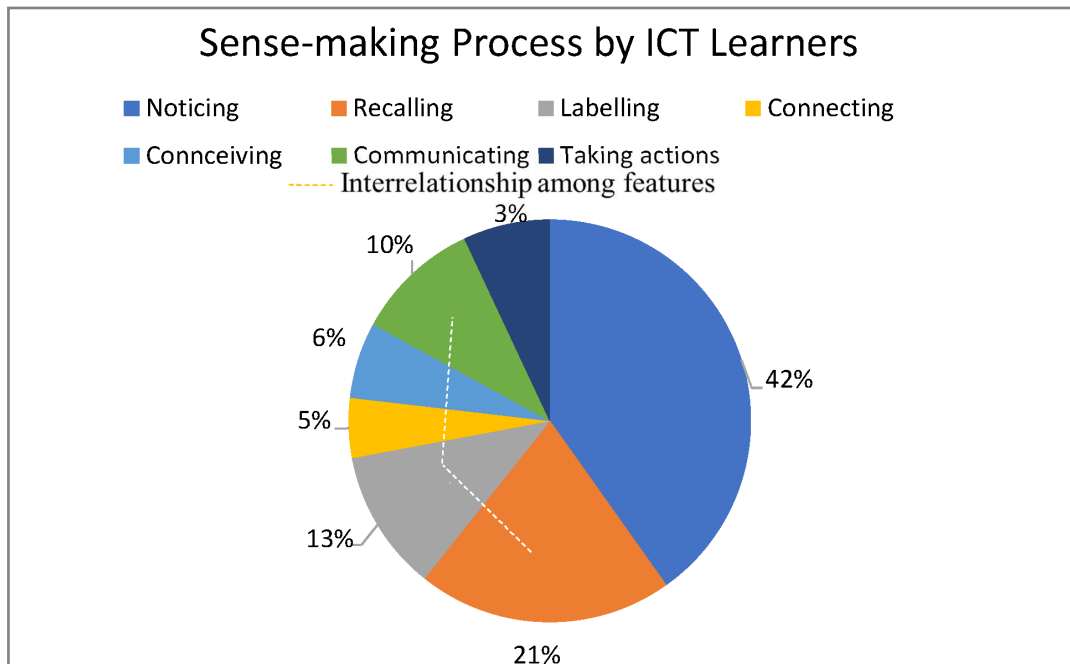 Sense-making Process by ICT Learners
Noticing Recalling Labelling Connecting
Connceiving Communicating Taking actions
Interrelationship among features
3%
10%
6%
42%
5%
13%
21%